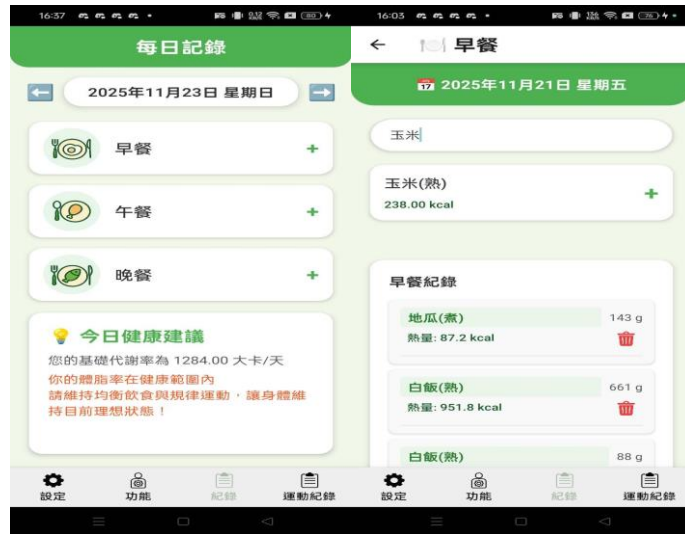 16:37
80
每日記錄
2025年11月23日 星期日
早餐
+
午餐
+
晚餐
+
今日健康建議
您的基礎代謝率為 1284.00 大卡/天
你的體脂率在健康範圍內
請維持均衡飲食與規律運動，讓身體維
持目前理想狀態！
設定
功能
紀錄
運動紀錄
16:03
75
早餐
17 2025年11月21日 星期五
玉米
玉米(熟)
238.00 kcal
+
早餐紀錄
地瓜(煮)
143 g
熱量: 87.2 kcal
白飯(熟)
661 g
熱量: 951.8 kcal
白飯(熟)
88 g
設定
功能
紀錄
運動紀錄